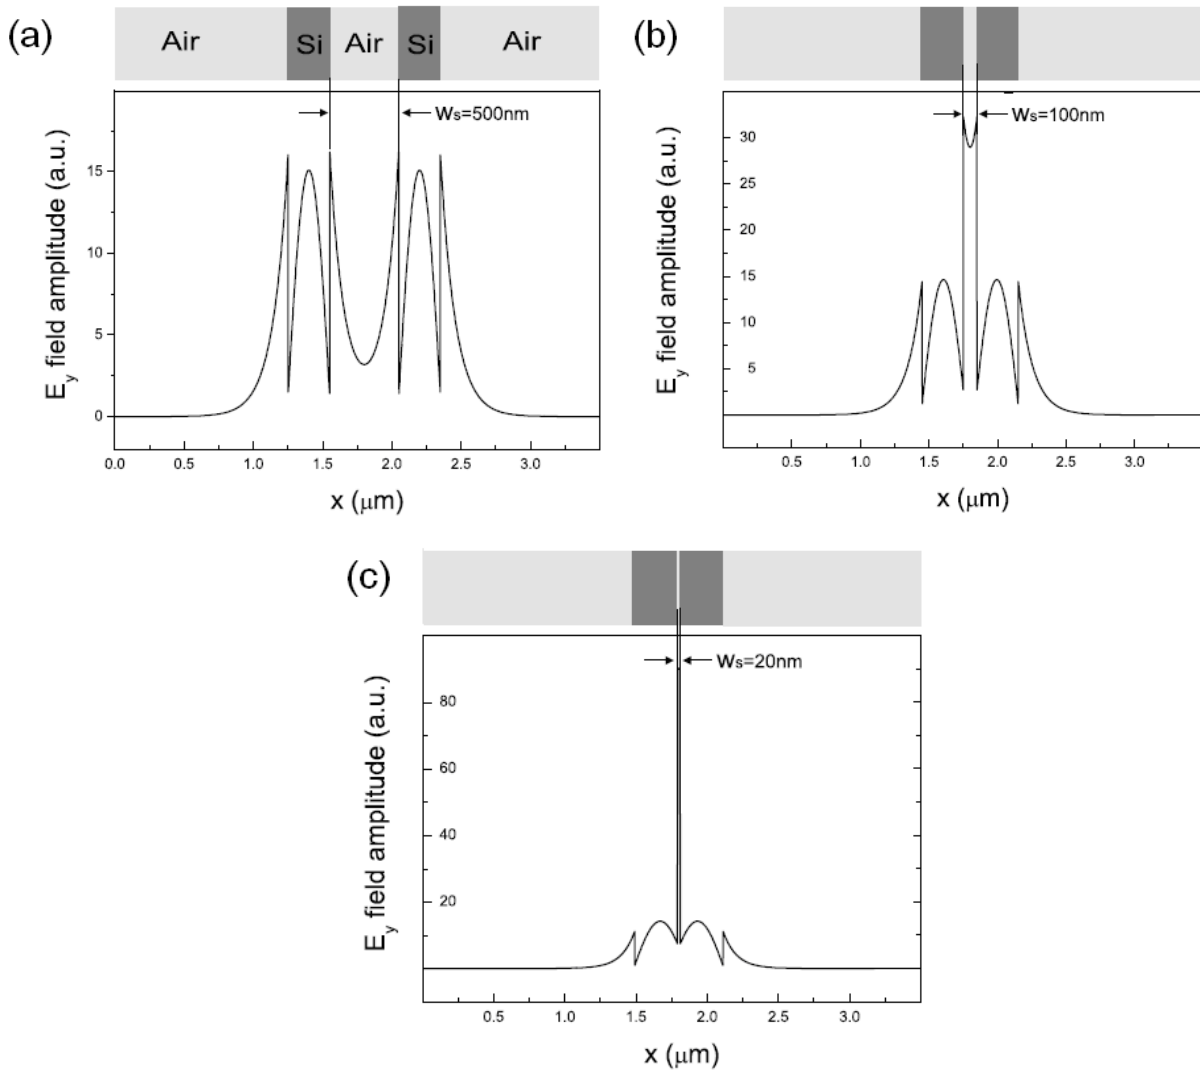 (a)
Air Si Air Si Air
Ws=500nm
E_y field amplitude (a.u.)
15
10
5
0
0.0 0.5 1.0 1.5 2.0 2.5 3.0
x (μm)
(b)
Ws=100nm
E_y field amplitude (a.u.)
30
25
20
15
10
5
0.5 1.0 1.5 2.0 2.5 3.0
x (μm)
(c)
Ws=20nm
E_y field amplitude (a.u.)
80
60
40
20
0.5 1.0 1.5 2.0 2.5 3.0
x (μm)